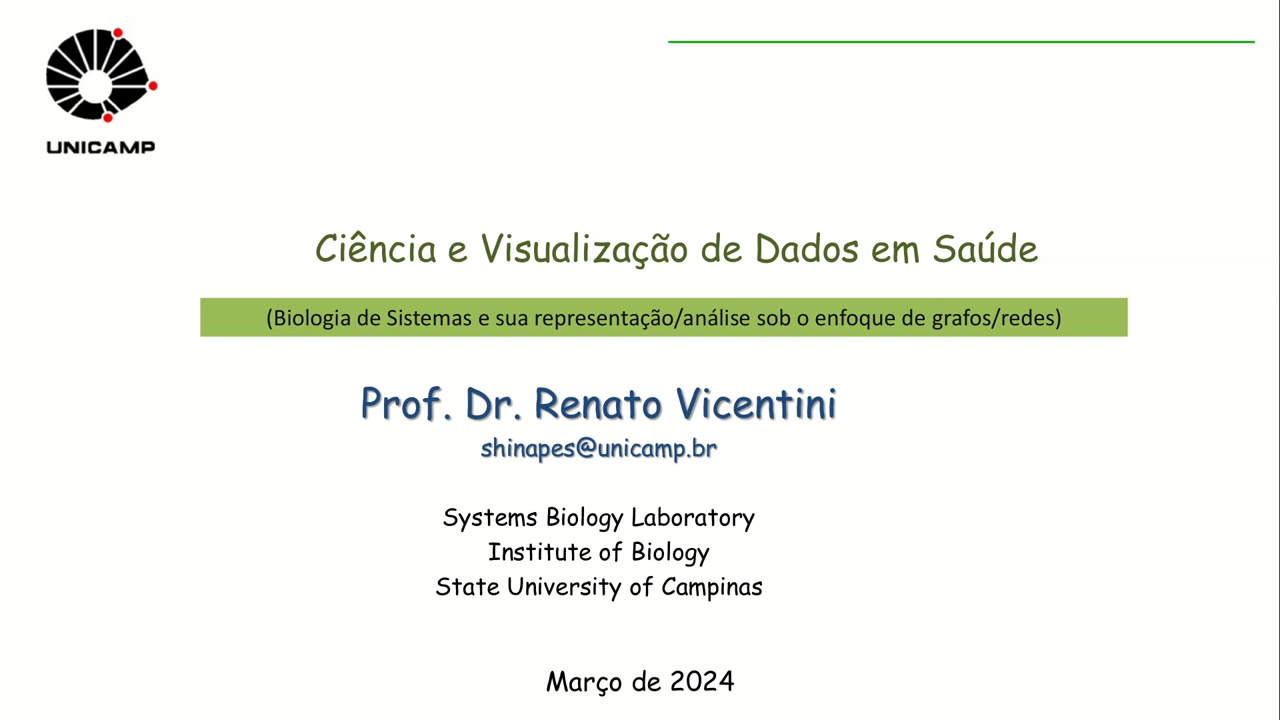 UNICAMP
Ciência e Visualização de Dados em Saúde
(Biologia de Sistemas e sua representação/análise sob o enfoque de grafos/redes)
Prof. Dr. Renato Vicentini
shinapes@unicamp.br
Systems Biology Laboratory
Institute of Biology
State University of Campinas
Março de 2024